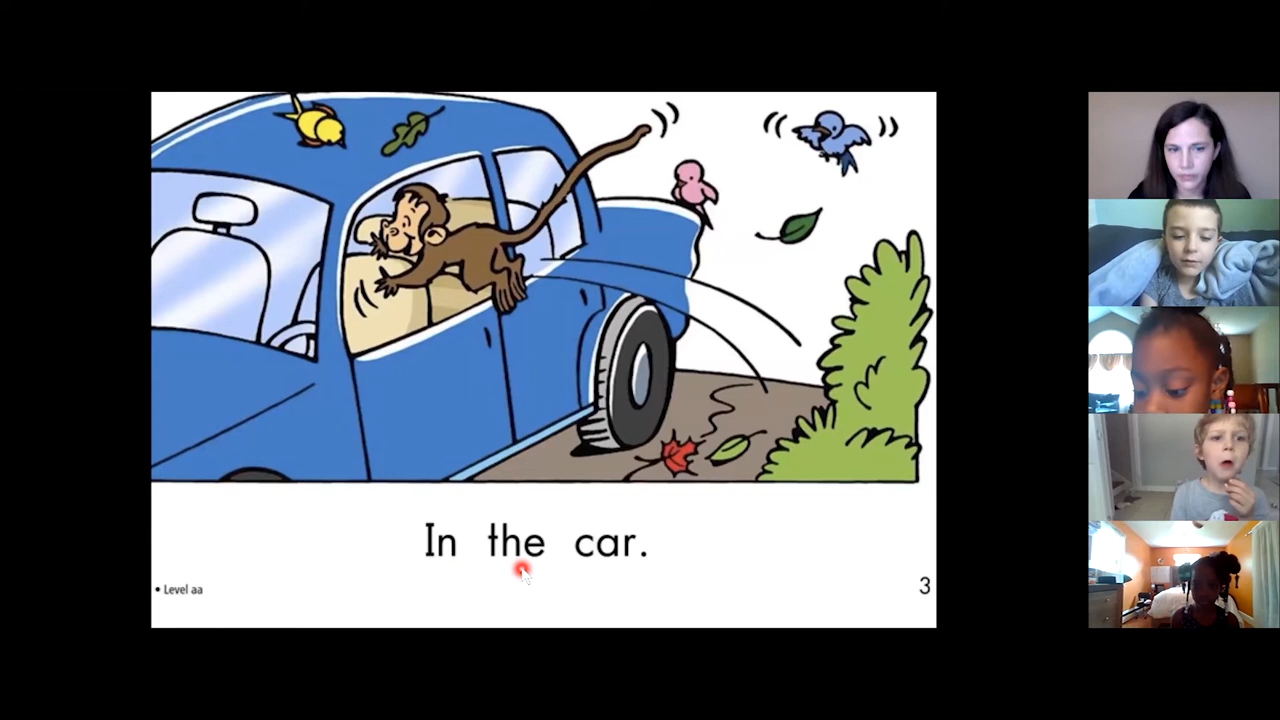 In the car.
• Level aa
3